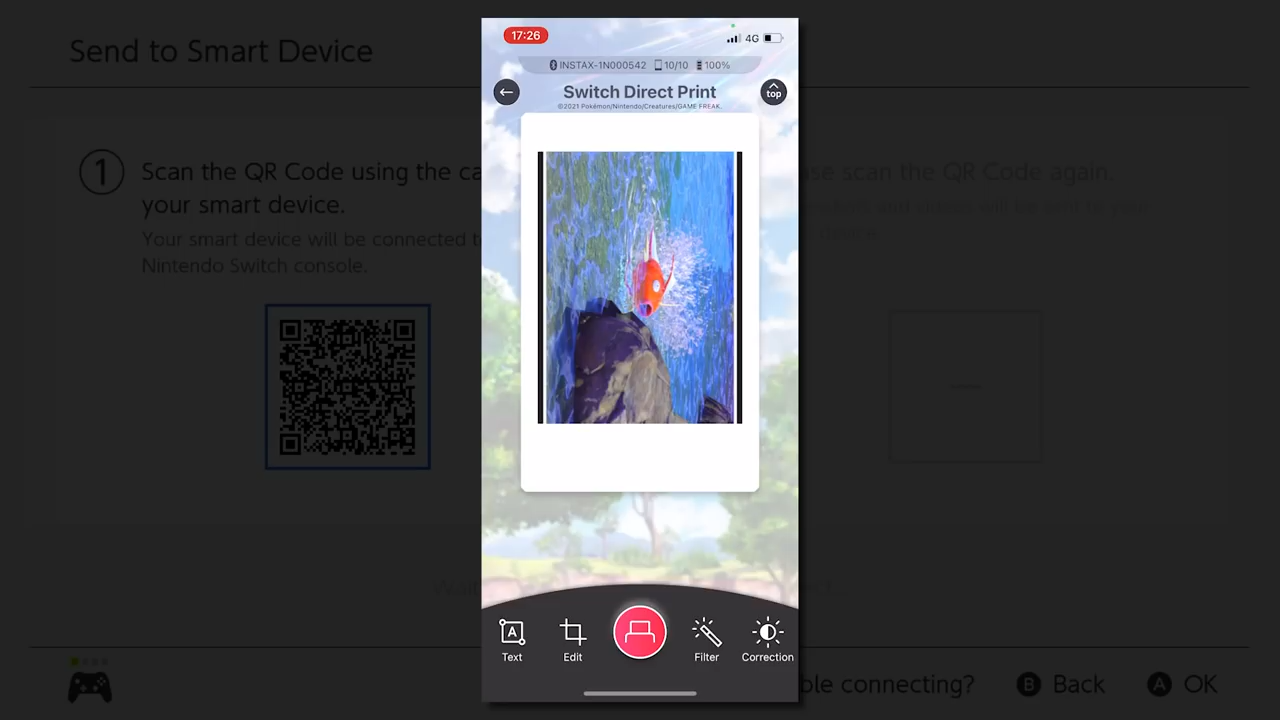 Send to Smart Device
1
Scan the QR Code using the ca
your smart device.
Your smart device will be connected t
Nintendo Switch console.
ase scan the QR Code again.
17:26
4G
INSTAX-1N000542 10/10 100%
Switch Direct Print
top
©2021 Pokémon/Nintendo/Creatures/GAME FREAK.
A
Text
Edit
Filter
Correction
ble connecting?
B Back
A OK